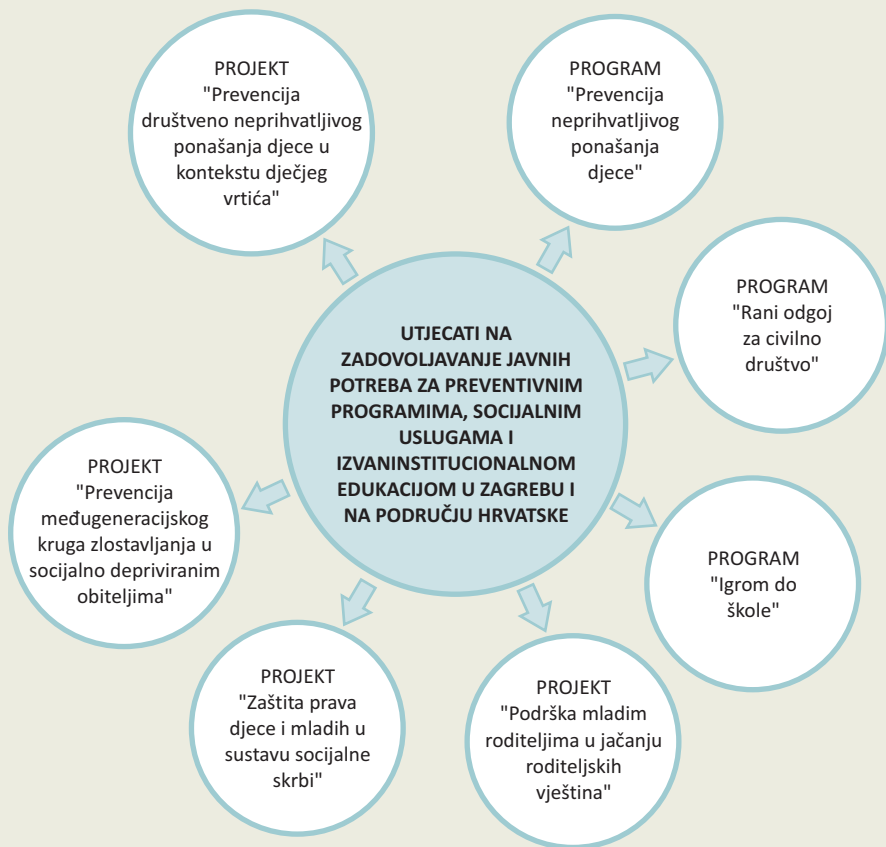 PROJEKT
"Prevencija
društveno neprihvatljivog
ponašanja djece u
kontekstu dječjeg
vrtića"
PROGRAM
"Prevencija
neprihvatljivog
ponašanja
djece"
PROGRAM
"Rani odgoj
za civilno
društvo"
UTJECATI NA
ZADOVOLJAVANJE JAVNIH
POTREBA ZA PREVENTIVNIM
PROGRAMIMA, SOCIJALNIM
USLUGAMA I
IZVANINSTITUCIONALNOM
EDUKACIJOM U ZAGREBU I
NA PODRUČJU HRVATSKE
PROJEKT
"Prevencija
međugeneracijskog
kruga zlostavljanja u
socijalno depriviranim
obiteljima"
PROGRAM
"Igrom do
škole"
PROJEKT
"Zaštita prava
djece i mladih u
sustavu socijalne
skrbi"
PROJEKT
"Podrška mladim
roditeljima u jačanju
roditeljskih
vještina"